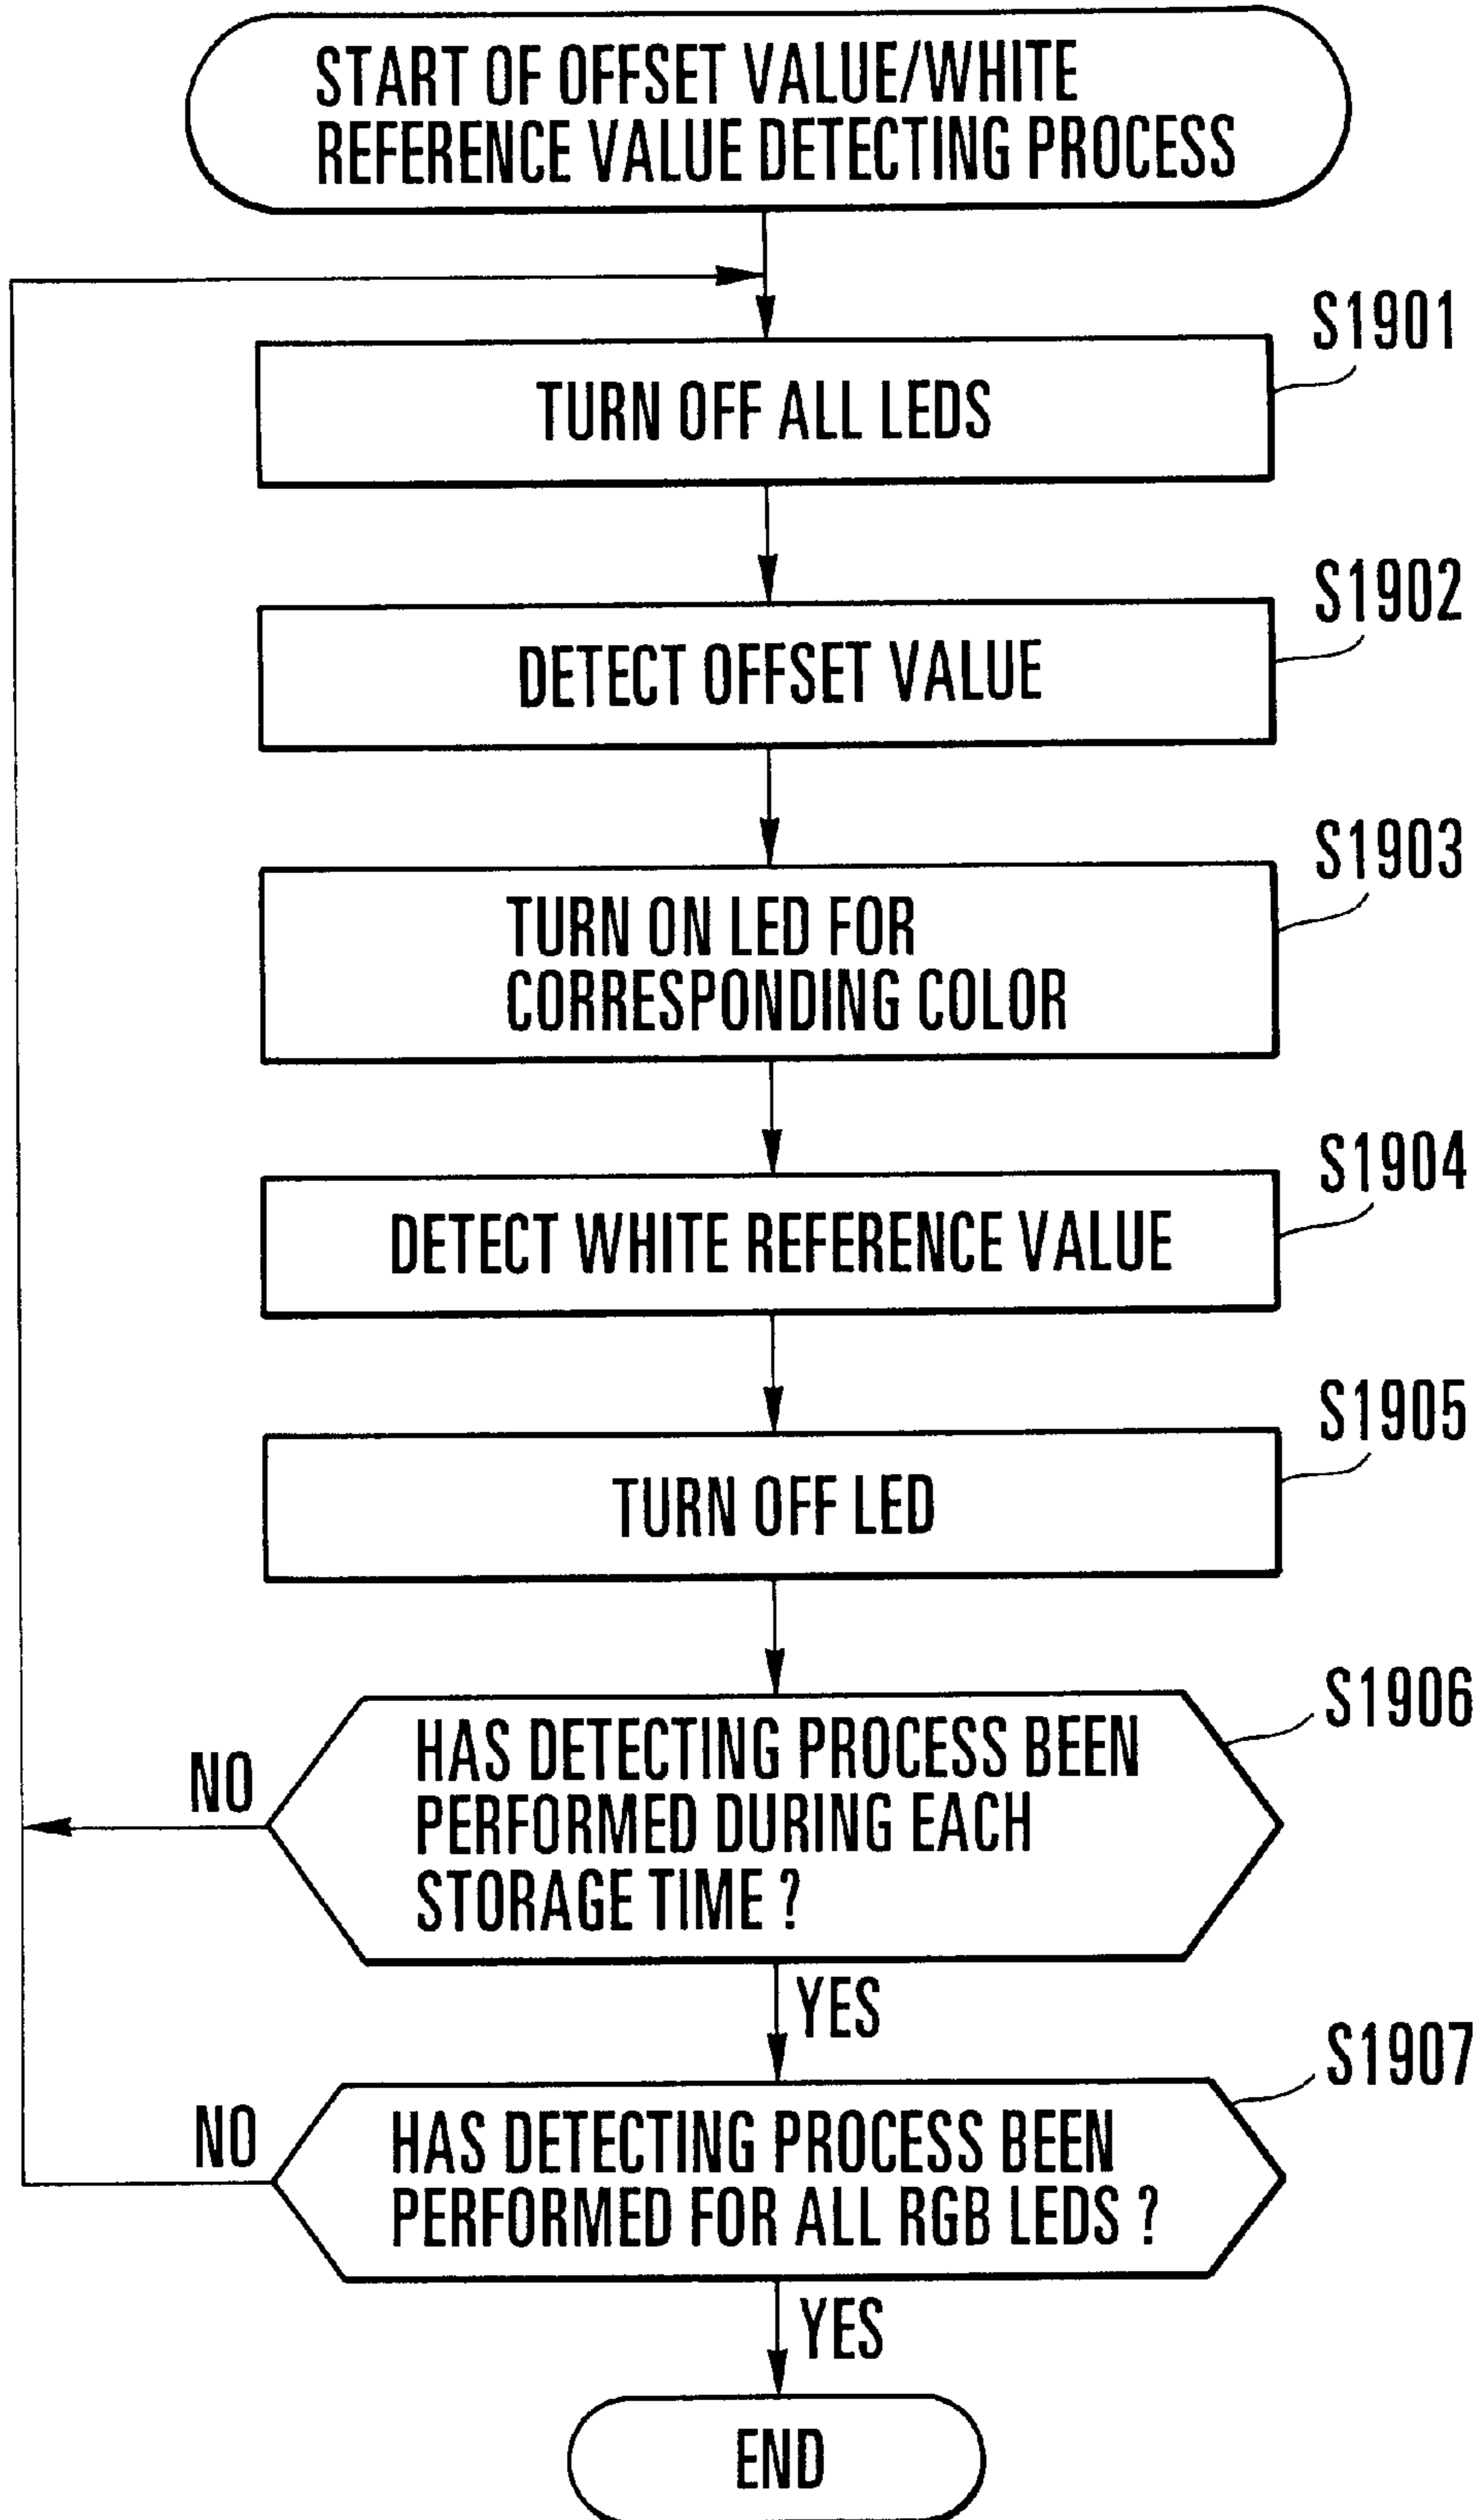 START OF OFFSET VALUE/WHITE
REFERENCE VALUE DETECTING PROCESS
S1901
TURN OFF ALL LEDS
S1902
DETECT OFFSET VALUE
S1903
TURN ON LED FOR
CORRESPONDING COLOR
S1904
DETECT WHITE REFERENCE VALUE
S1905
TURN OFF LED
S1906
NO
HAS DETECTING PROCESS BEEN
PERFORMED DURING EACH
STORAGE TIME ?
YES
S1907
NO
HAS DETECTING PROCESS BEEN
PERFORMED FOR ALL RGB LEDS ?
YES
END